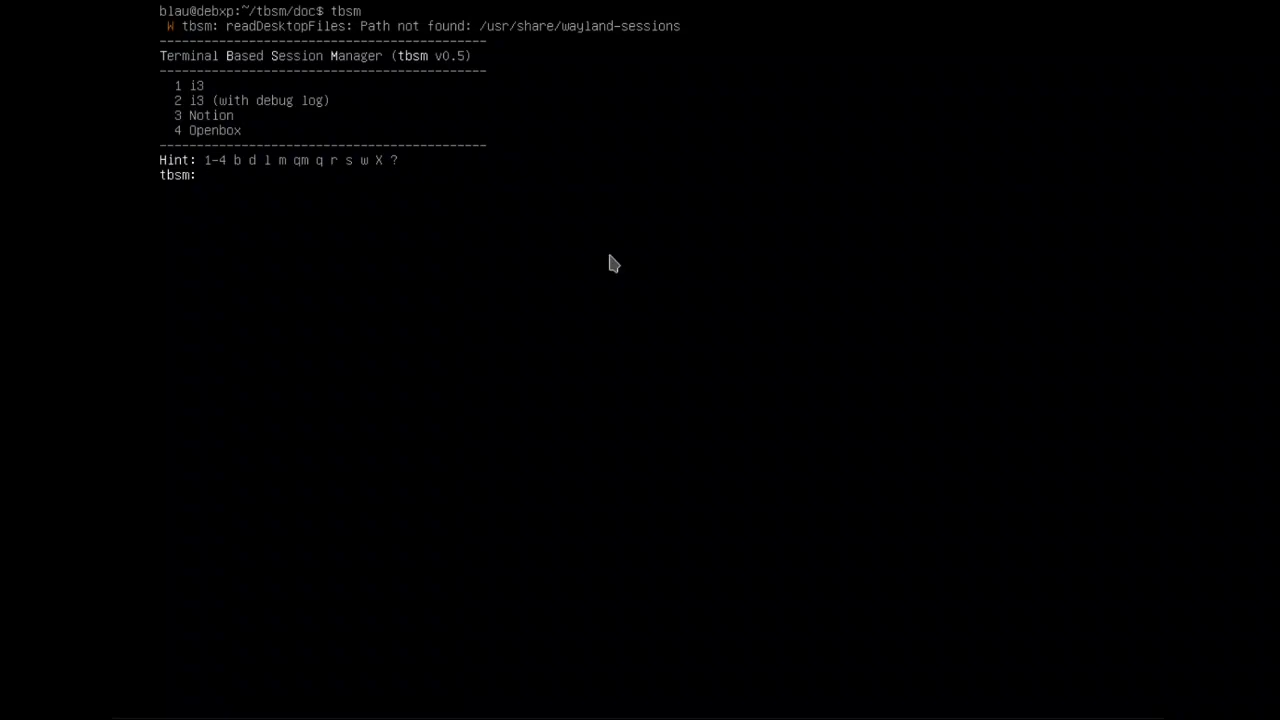 blau@debxp:~/tbsm/doc$ tbsm
W tbsm: readDesktopFiles: Path not found: /usr/share/wayland-sessions
--------------------------------------------
Terminal Based Session Manager (tbsm v0.5)
--------------------------------------------
1 i3
2 i3 (with debug log)
3 Notion
4 Openbox
--------------------------------------------
Hint: 1-4 b d l m qm q r s w X ?
tbsm: